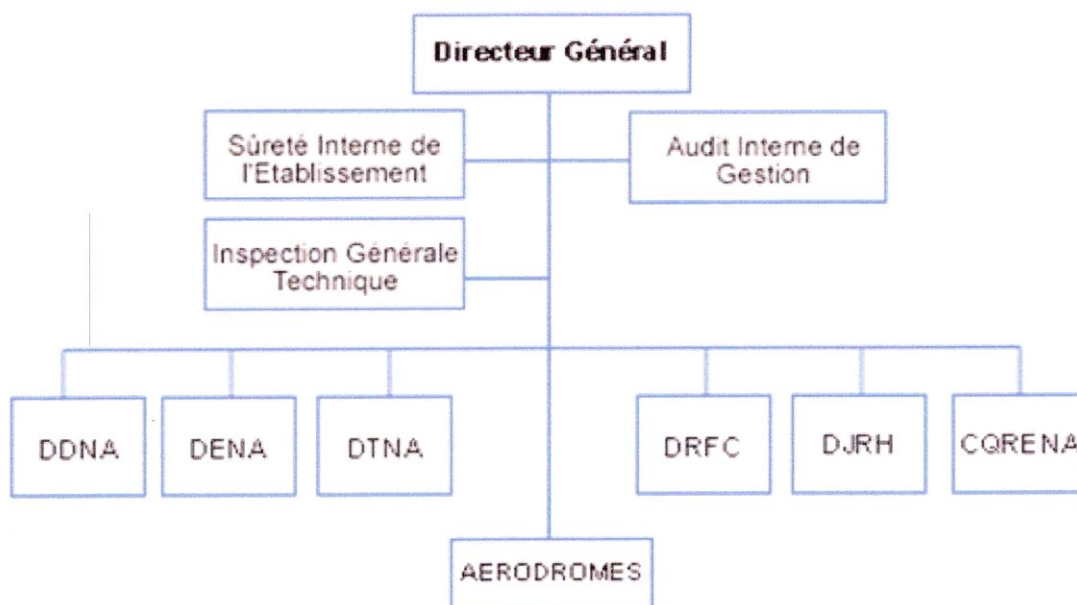 Directeur Général
Sûreté Interne de
l'Etablissement
Audit Interne de
Gestion
Inspection Générale
Technique
DDNA
DENA
DTNA
DRFC
DJRH
CQRENA
AERODROMES